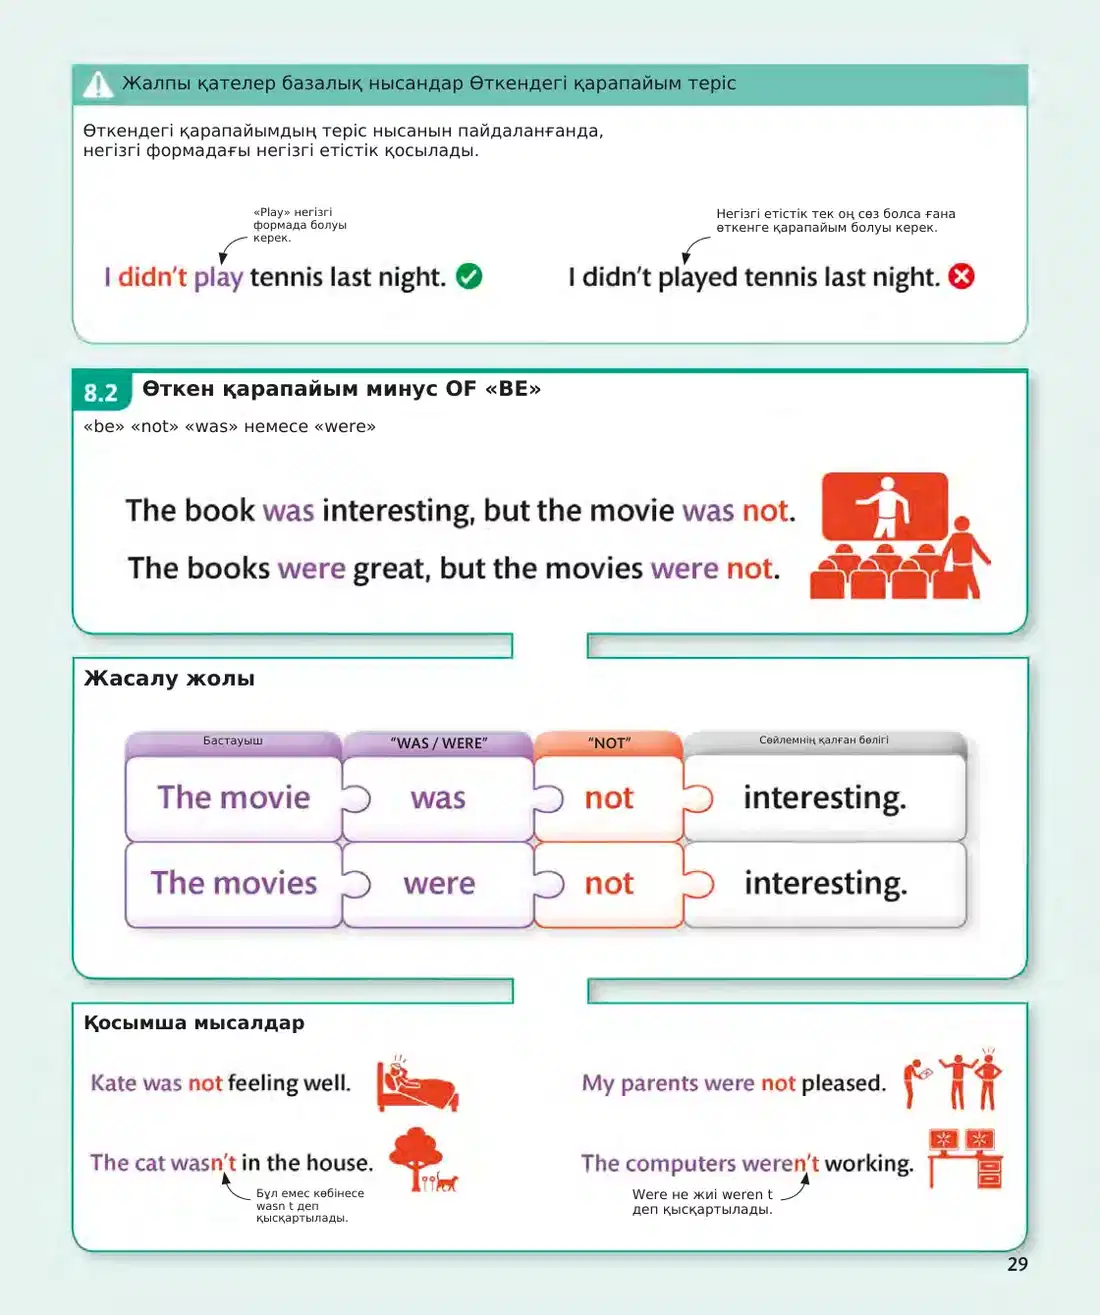 Жалпы қателер базалық нысандар Өткендегі қарапайым теріс
Өткендегі қарапайымдың теріс нысанын пайдаланғанда,
негізгі формадағы негізгі етістік қосылады.
«Play» негізгі
формада болуы
керек.
Негізгі етістік тек оң сөз болса ғана
өткенге қарапайым болуы керек.
I didn't play tennis last night.
I didn't played tennis last night.
8.2 Өткен қарапайым минус OF «BE»
«be» «not» «was» немесе «were»
The book was interesting, but the movie was not.
The books were great, but the movies were not.
Жасалу жолы
Бастауыш "WAS / WERE" "NOT" Сөйлемнің қалған бөлігі
The movie was not interesting.
The movies were not interesting.
Қосымша мысалдар
Kate was not feeling well.
My parents were not pleased.
The cat wasn't in the house.
The computers weren't working.
Бұл емес көбінесе
wasn t деп
қысқартылады.
Were не жиі weren t
деп қысқартылады.
29